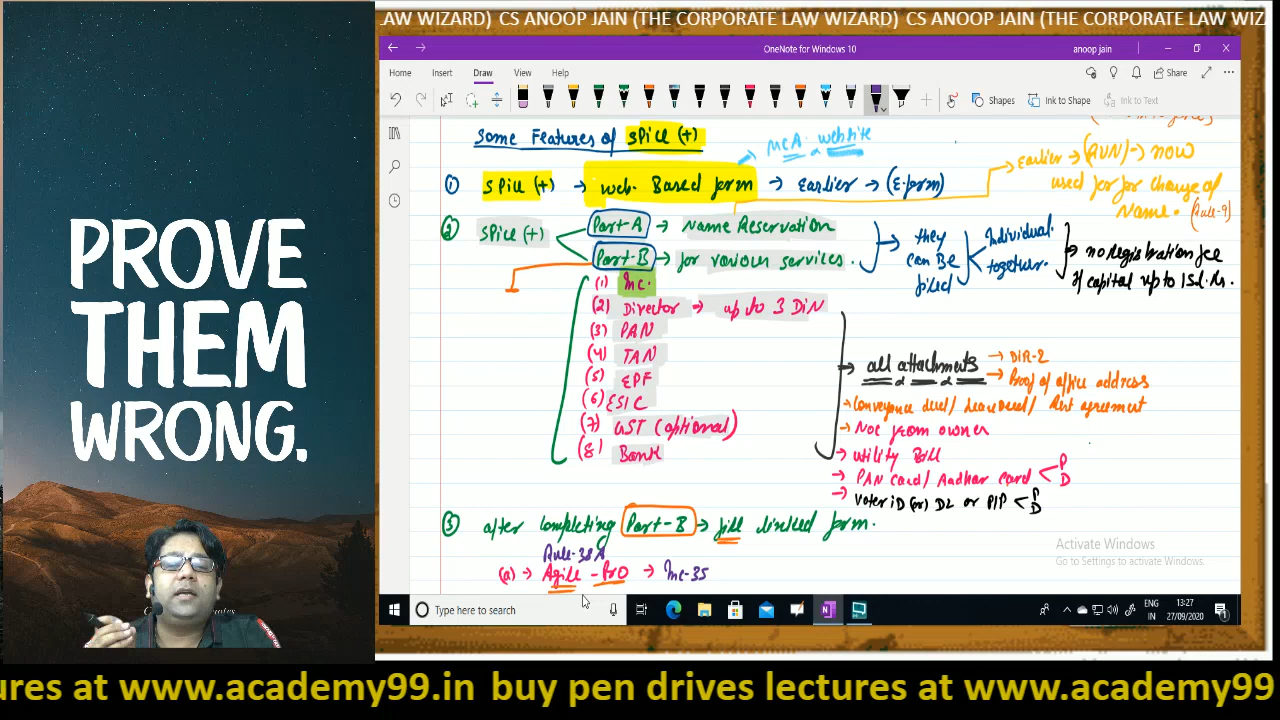 LAW WIZARD) CS ANOOP JAIN (THE CORPORATE LAW WIZARD) CS ANOOP JAIN (THE CORPORATE LAW WIZ
OneNote for Windows 10
anoop jain
Home Insert Draw View Help
Share
Shapes Ink to Shape Ink to Text
Some Features of SPICE (+)
MCA website
① SPICE (+) → web-Based form → Earlier → (E-form)
Earlier → (RUN) → now
used for for change of
Name. (Rule-9)
② SPICE (+)
Part-A → Name Reservation
Part-B → for various services.
they
can Be
filed
Individual.
together.
→ no Registration fee
if capital up to 15 L. Rs.
(1) Inc.
(2) Director → up to 3 DIN
(3) PAN
(4) TAN
(5) EPF
(6) ESIC
(7) GST (optional)
(8) Bank
→ all attachments → DIR-2
→ Proof of office address
→ Conveyance deed/ Lease Deed/ Rent agreement
→ NOC from owner
→ utility Bill
→ PAN Card/ Aadhar card < P
D
→ Voter ID (or) DL or P/P < P
D
③ after completing Part-B → fill linked form.
Rule-38A
(a) → Agile - PRO → Inc-35
Activate Windows
Go to Settings to activate Windows.
PROVE
THEM
WRONG.
Type here to search
ENG
IN
13:27
27/09/2020
1
ures at www.academy99.in buy pen drives lectures at www.academy99